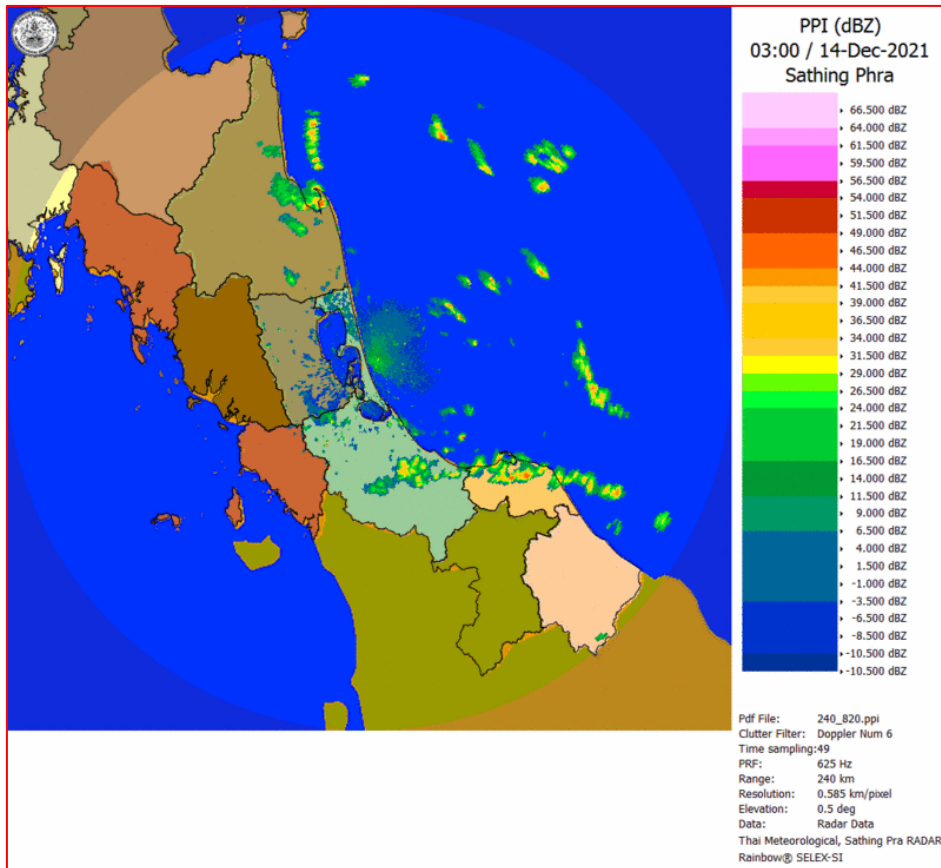 PPI (dBZ)
03:00 / 14-Dec-2021
Sathing Phra
66.500 dBZ
64.000 dBZ
61.500 dBZ
59.500 dBZ
56.500 dBZ
54.000 dBZ
51.500 dBZ
49.000 dBZ
46.500 dBZ
44.000 dBZ
41.500 dBZ
39.000 dBZ
36.500 dBZ
34.000 dBZ
31.500 dBZ
29.000 dBZ
26.500 dBZ
24.000 dBZ
21.500 dBZ
19.000 dBZ
16.500 dBZ
14.000 dBZ
11.500 dBZ
9.000 dBZ
6.500 dBZ
4.000 dBZ
1.500 dBZ
-1.000 dBZ
-3.500 dBZ
-6.500 dBZ
-8.500 dBZ
-10.500 dBZ
-10.500 dBZ
Pdf File: 240_820.ppi
Clutter Filter: Doppler Num 6
Time sampling:49
PRF: 625 Hz
Range: 240 km
Resolution: 0.585 km/pixel
Elevation: 0.5 deg
Data: Radar Data
Thai Meteorological, Sathing Pra RADAR
Rainbow® SELEX-SI